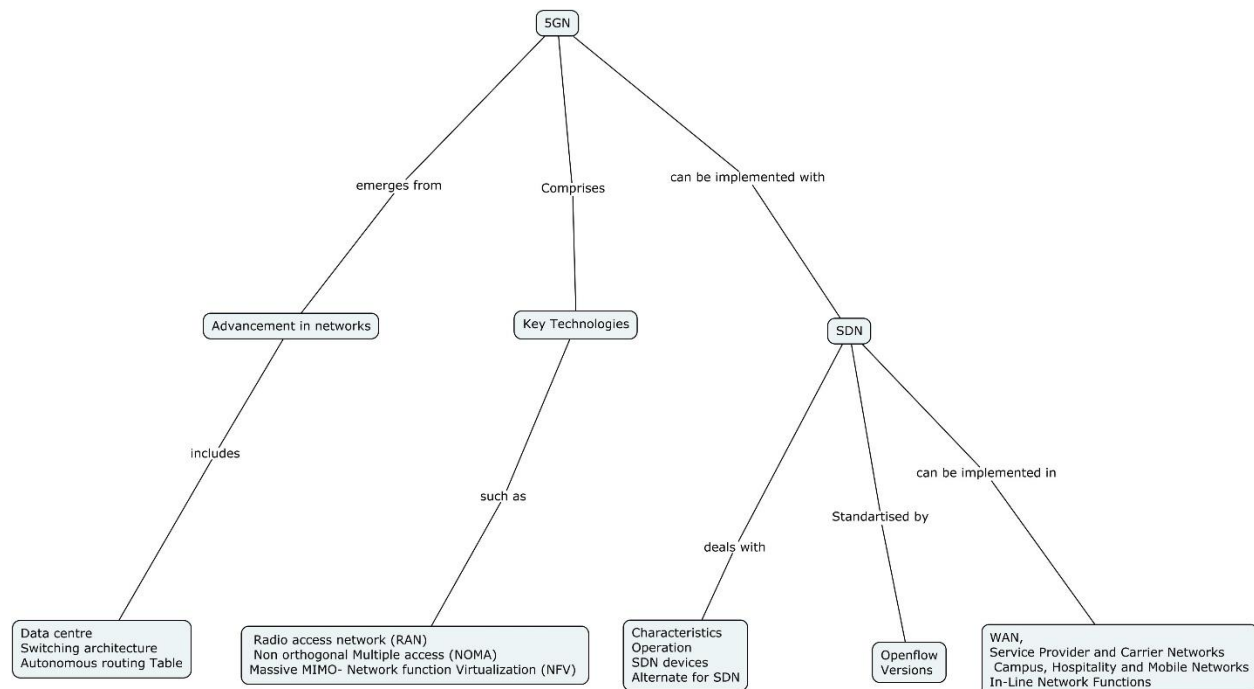 5GN
emerges from
Comprises
can be implemented with
Advancement in networks
Key Technologies
SDN
includes
such as
deals with
Standartised by
can be implemented in
Data centre
Switching architecture
Autonomous routing Table
Radio access network (RAN)
Non orthogonal Multiple access (NOMA)
Massive MIMO- Network function Virtualization (NFV)
Characteristics
Operation
SDN devices
Alternate for SDN
Openflow
Versions
WAN,
Service Provider and Carrier Networks
Campus, Hospitality and Mobile Networks
In-Line Network Functions